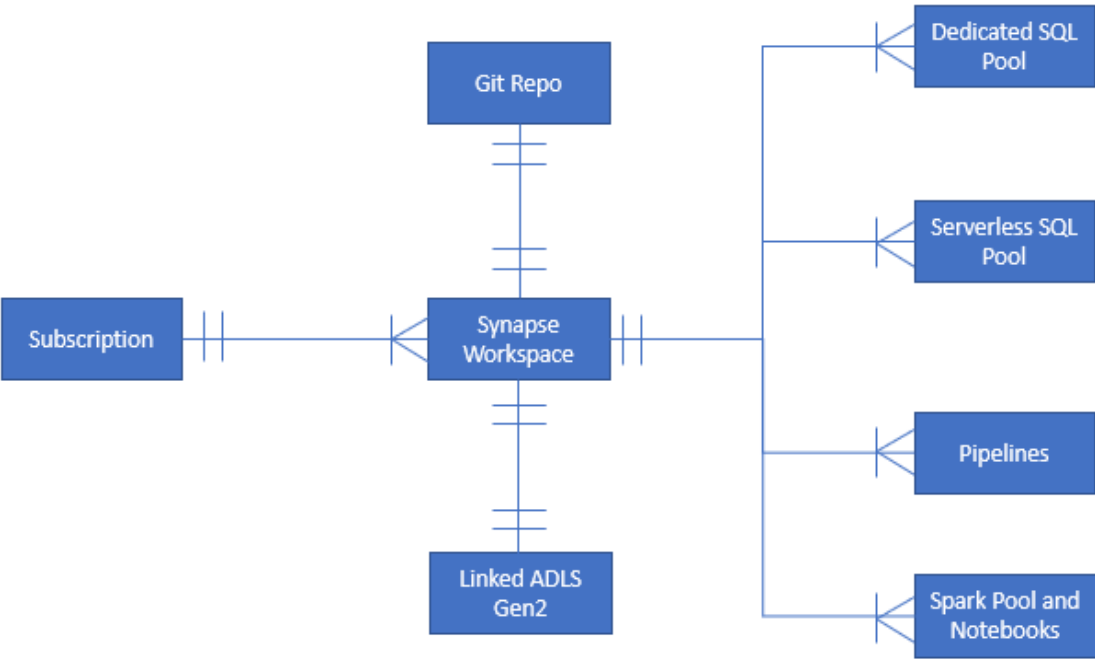 Dedicated SQL
Pool
Git Repo
Serverless SQL
Pool
Subscription
Synapse
Workspace
Pipelines
Linked ADLS
Gen2
Spark Pool and
Notebooks